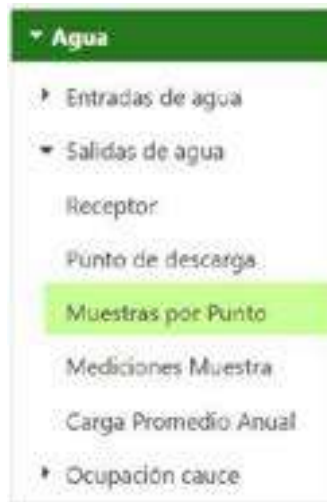 Agua
Entradas de agua
Salidas de agua
Receptor
Punto de descarga
Muestras por Punto
Mediciones Muestra
Carga Promedio Anual
Ocupación cauce